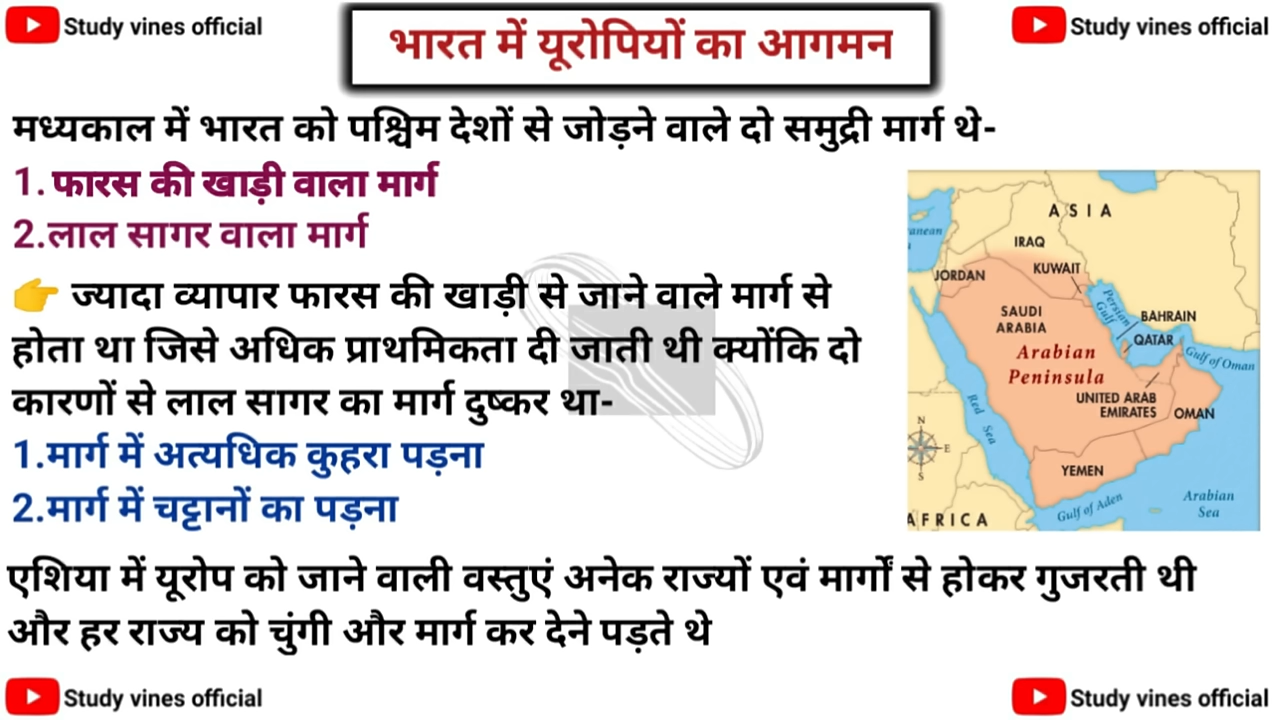 Study vines official
भारत में यूरोपियों का आगमन
Study vines official
मध्यकाल में भारत को पश्चिम देशों से जोड़ने वाले दो समुद्री मार्ग थे-
1. फारस की खाड़ी वाला मार्ग
2.लाल सागर वाला मार्ग
👉 ज्यादा व्यापार फारस की खाड़ी से जाने वाले मार्ग से
होता था जिसे अधिक प्राथमिकता दी जाती थी क्योंकि दो
कारणों से लाल सागर का मार्ग दुष्कर था-
1.मार्ग में अत्यधिक कुहरा पड़ना
2.मार्ग में चट्टानों का पड़ना
ASIA
anean
IRAQ
JORDAN
KUWAIT
Persian
Gulf
SAUDI
ARABIA
BAHRAIN
QATAR
Gulf of Oman
Arabian
Peninsula
UNITED ARAB
EMIRATES
OMAN
Red Sea
N
E
S
YEMEN
Gulf of Aden
Arabian
Sea
AFRICA
एशिया में यूरोप को जाने वाली वस्तुएं अनेक राज्यों एवं मार्गों से होकर गुजरती थी
और हर राज्य को चुंगी और मार्ग कर देने पड़ते थे
Study vines official
Study vines official